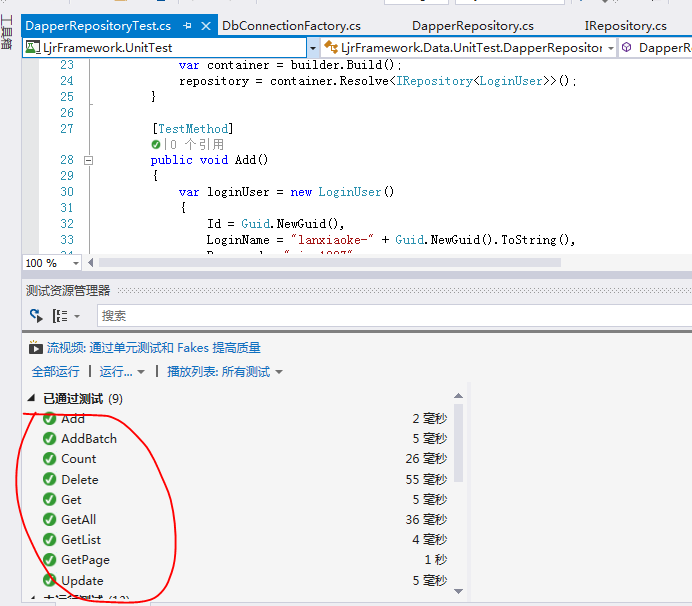 DapperRepositoryTest.cs
DbConnectionFactory.cs
DapperRepository.cs
IRepository.cs
工具箱
LjrFramework.UnitTest
LjrFramework.Data.UnitTest.DapperRepositor
DapperR
23 var container = builder.Build();
24 repository = container.Resolve<IRepository<LoginUser>>();
25 }
26
27 [TestMethod]
0 个引用
28 public void Add()
29 {
30 var loginUser = new LoginUser()
31 {
32 Id = Guid.NewGuid(),
33 LoginName = "lanxiaoke-" + Guid.NewGuid().ToString(),
100 %
测试资源管理器
搜索
流视频: 通过单元测试和 Fakes 提高质量
全部运行 | 运行... | 播放列表: 所有测试
已通过测试 (9)
Add 2 毫秒
AddBatch 5 毫秒
Count 26 毫秒
Delete 55 毫秒
Get 5 毫秒
GetAll 36 毫秒
GetList 4 毫秒
GetPage 1 秒
Update 5 毫秒